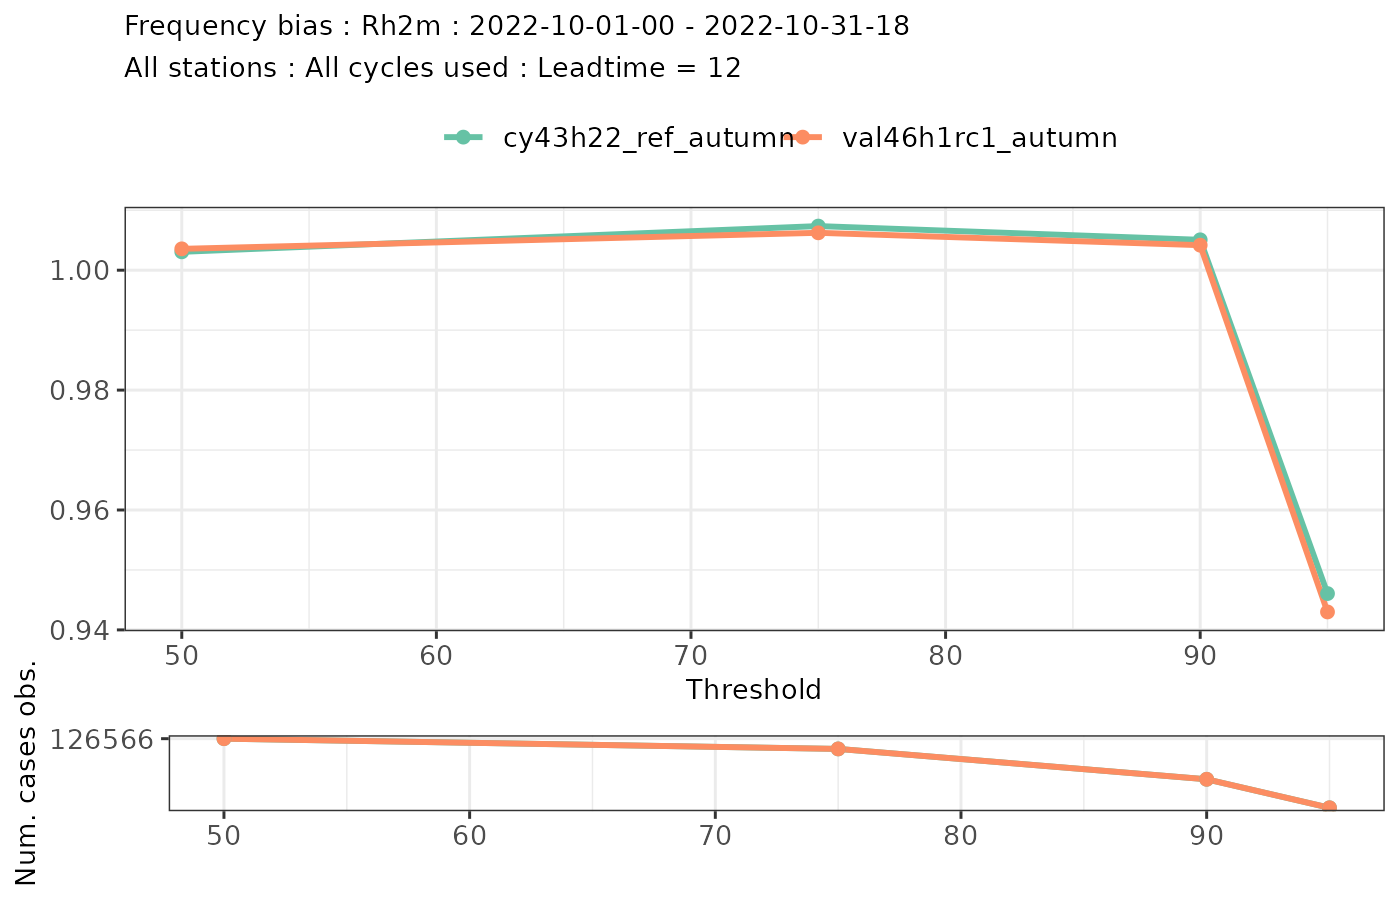 Frequency bias : Rh2m : 2022-10-01-00 - 2022-10-31-18
All stations : All cycles used : Leadtime = 12
cy43h22_ref_autumn val46h1rc1_autumn
1.00
0.98
0.96
0.94
50 60 70 80 90
Threshold
Num. cases obs.
126566
50 60 70 80 90